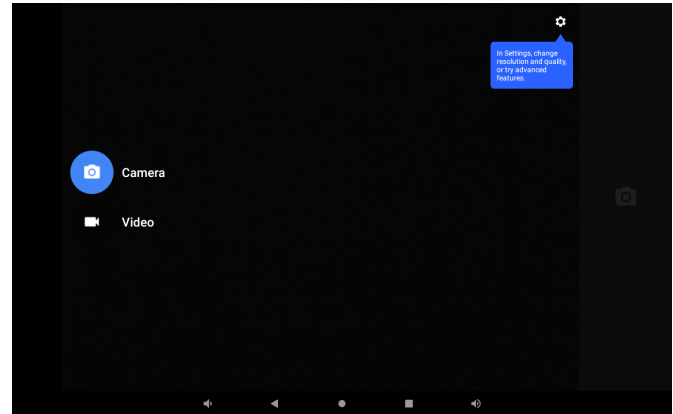 In Settings, change
resolution and quality,
or try advanced
features.
Camera
Video